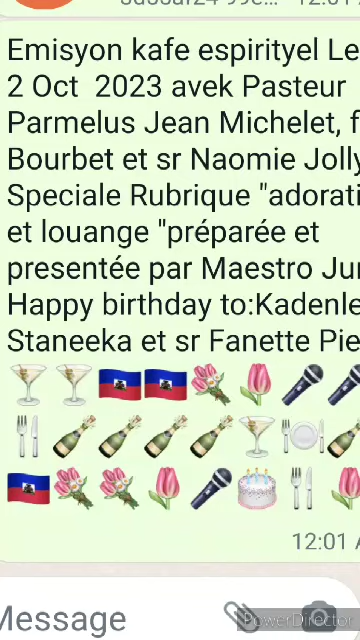 Emisyon kafe espirityel Le
2 Oct 2023 avek Pasteur
Parmelus Jean Michelet, f
Bourbet et sr Naomie Jolly
Speciale Rubrique "adorati
et louange "préparée et
presentée par Maestro Ju
Happy birthday to:Kadenle
Staneeka et sr Fanette Pie
12:01 A
Message
PowerDirector